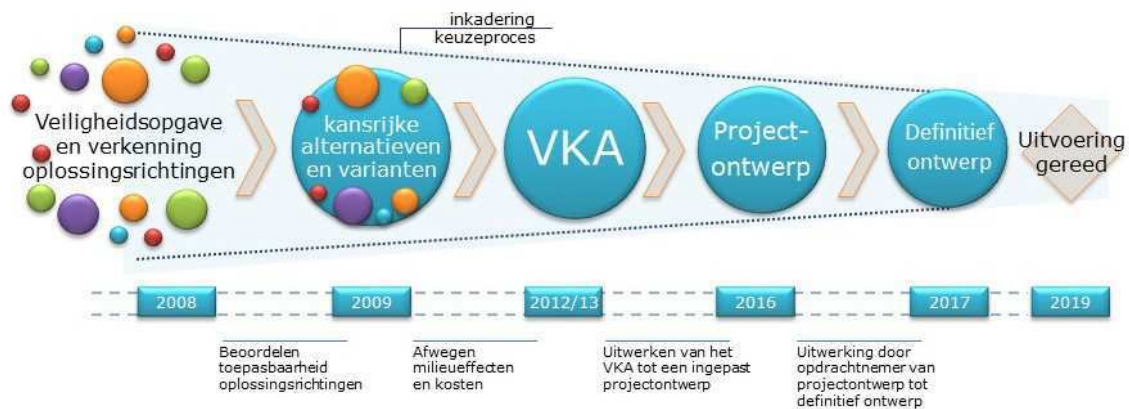 inkadering
keuzeproces
Veiligheidsopgave
en verkenning
oplossingsrichtingen
kansrijke
alternatieven
en varianten
VKA
Project-
ontwerp
Definitief
ontwerp
Uitvoering
gereed
2008
2009
2012/13
2016
2017
2019
Beoordelen
toepasbaarheid
oplossingsrichtingen
Afwegen
milieueffecten
en kosten
Uitwerken van het
VKA tot een ingepast
projectontwerp
Uitwerking door
opdrachtnemer van
projectontwerp tot
definitief ontwerp